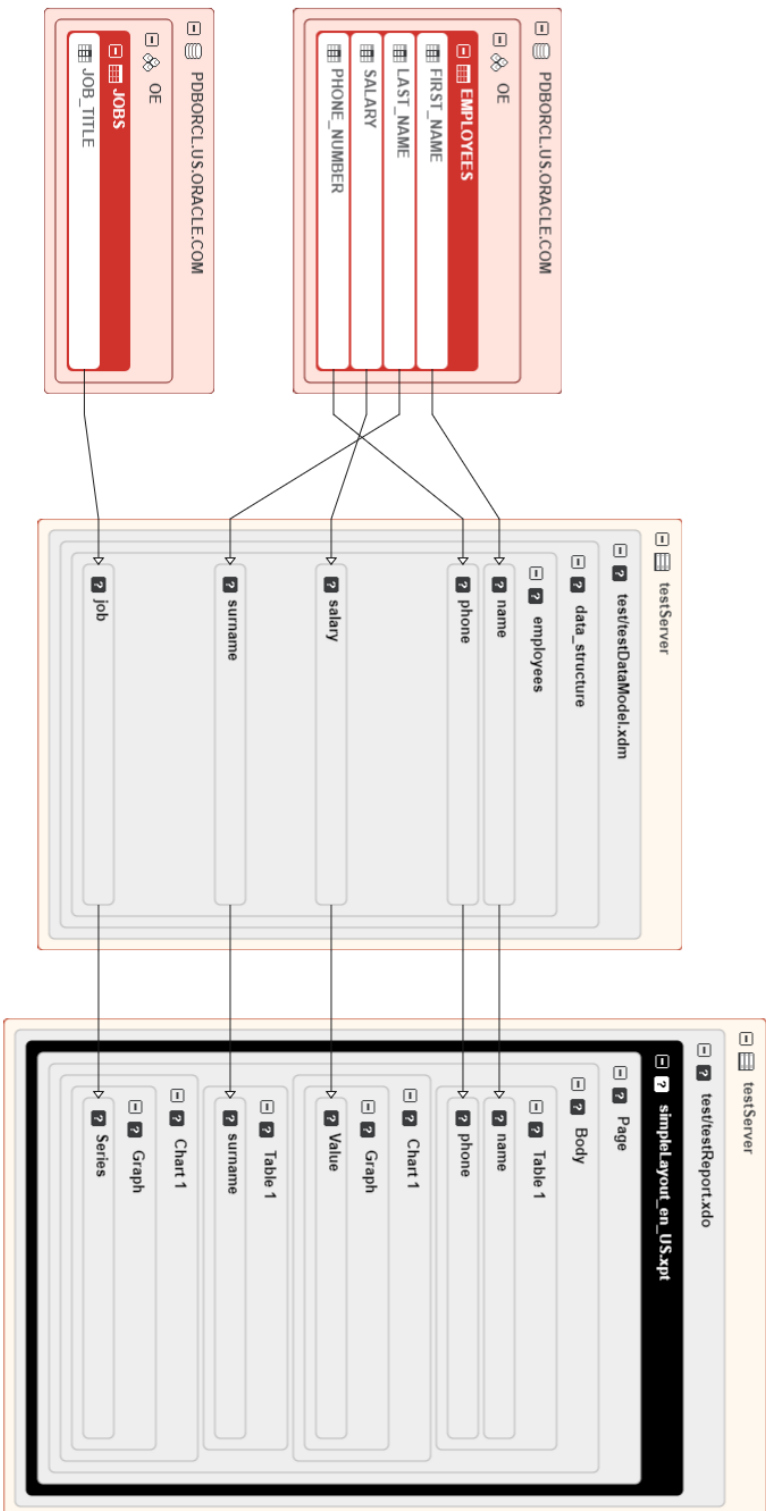 PDBORCL.US.ORACLE.COM
OE
EMPLOYEES
FIRST_NAME
LAST_NAME
SALARY
PHONE_NUMBER
PDBORCL.US.ORACLE.COM
OE
JOBS
JOB_TITLE
testServer
test/testDataModel.xdm
data_structure
employees
name
phone
salary
surname
job
testServer
test/testReport.xdo
simpleLayout_en_US.xpt
Page
Body
Table 1
name
phone
Chart 1
Graph
Value
Table 1
surname
Chart 1
Graph
Series